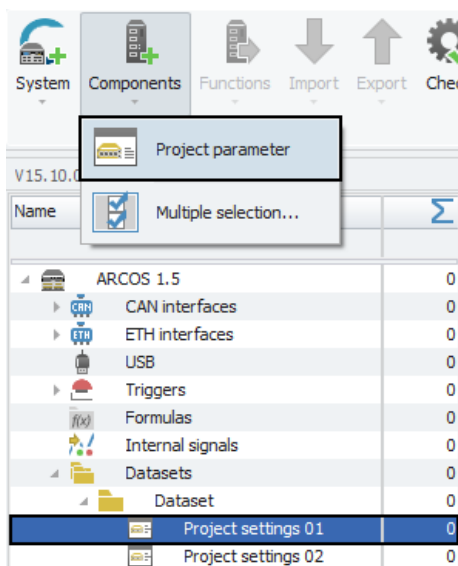 System Components Functions Import Export Chec
Project parameter
V15.10.0
Multiple selection...
Name Σ
ARCOS 1.5 0
CAN CAN interfaces 0
ETH ETH interfaces 0
USB 0
Triggers 0
f(x) Formulas 0
Internal signals 0
Datasets 0
Dataset 0
Project settings 01 0
Project settings 02 0